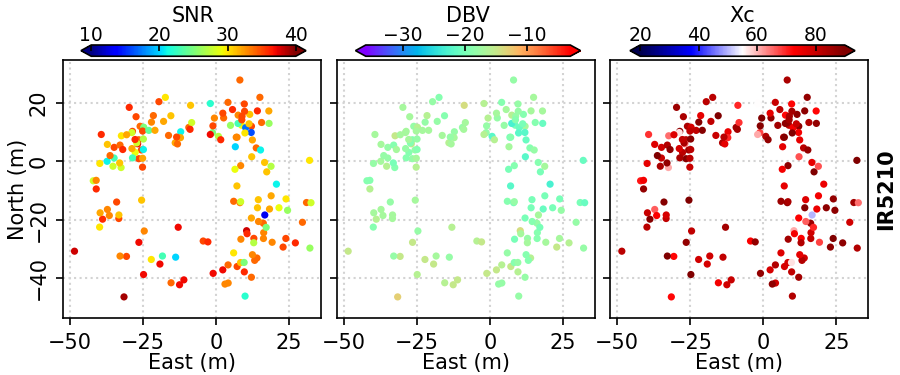 SNR DBV Xc
10 20 30 40 −30 −20 −10 20 40 60 80
20
0
−20
−40
North (m)
IR5210
−50 −25 0 25 −50 −25 0 25 −50 −25 0 25
East (m) East (m) East (m)